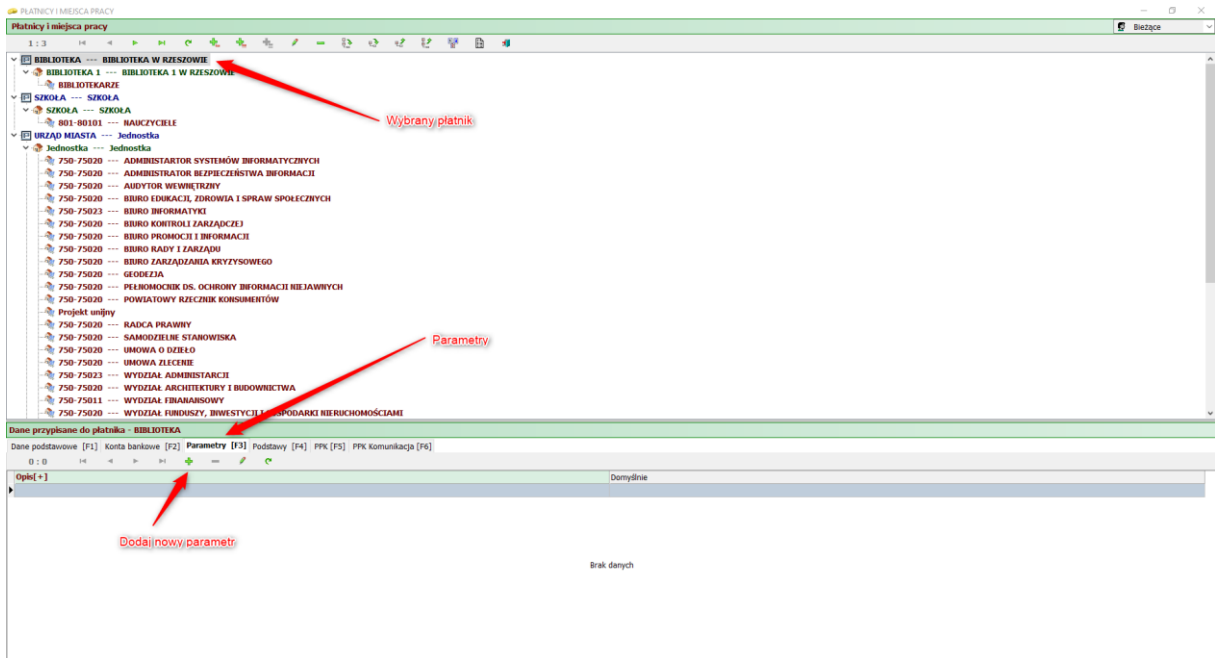 PŁATNICY I MIEJSCA PRACY
Płatnicy i miejsca pracy
Bieżące
1 : 3
BIBLIOTEKA --- BIBLIOTEKA W RZESZOWIE
BIBLIOTEKA 1 --- BIBLIOTEKA 1 W RZESZOWIE
BIBLIOTEKARZE
SZKOŁA --- SZKOŁA
SZKOŁA --- SZKOŁA
801-80101 --- NAUCZYCIELE
Wybrany płatnik
URZĄD MIASTA --- Jednostka
Jednostka --- Jednostka
750-75020 --- ADMINISTARTOR SYSTEMÓW INFORMATYCZNYCH
750-75020 --- ADMINISTRATOR BEZPIECZEŃSTWA INFORMACJI
750-75020 --- AUDYTOR WEWNĘTRZNY
750-75020 --- BIURO EDUKACJI, ZDROWIA I SPRAW SPOŁECZNYCH
750-75023 --- BIURO INFORMATYKI
750-75020 --- BIURO KONTROLI ZARZĄDCZEJ
750-75020 --- BIURO PROMOCJI I INFORMACJI
750-75020 --- BIURO RADY I ZARZĄDU
750-75020 --- BIURO ZARZĄDZANIA KRYZYSOWEGO
750-75020 --- GEODEZJA
750-75020 --- PEŁNOMOCNIK DS. OCHRONY INFORMACJI NIEJAWNYCH
750-75020 --- POWIATOWY RZECZNIK KONSUMENTÓW
Projekt unijny
750-75020 --- RADCA PRAWNY
750-75020 --- SAMODZIELNE STANOWISKA
Parametry
750-75020 --- UMOWA O DZIEŁO
750-75020 --- UMOWA ZLECENIE
750-75023 --- WYDZIAŁ ADMINISTARCJI
750-75020 --- WYDZIAŁ ARCHITEKTURY I BUDOWNICTWA
750-75011 --- WYDZIAŁ FINANANSOWY
750-75020 --- WYDZIAŁ FUNDUSZY, INWESTYCJI I GOSPODARKI NIERUCHOMOŚCIAMI
Dane przypisane do płatnika - BIBLIOTEKA
Dane podstawowe [F1] Konta bankowe [F2] Parametry [F3] Podstawy [F4] PPK [F5] PPK Komunikacja [F6]
0 : 0
Opis[+] Domyślnie
Dodaj nowy parametr
Brak danych